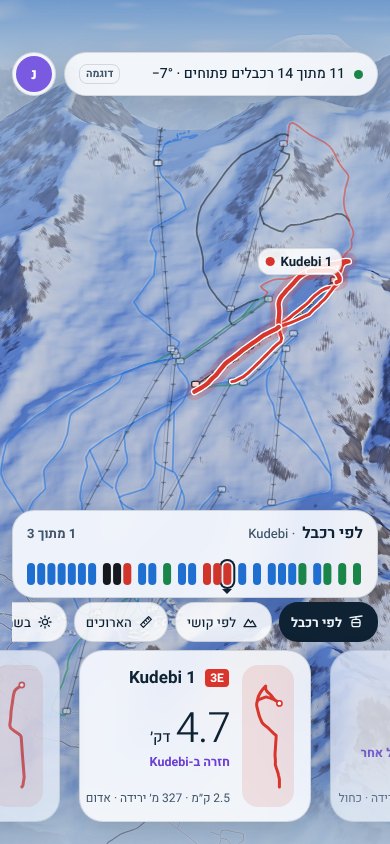 11 מתוך 14 רכבלים פתוחים · 7°−
דוגמה
נ
Kudebi 1
לפי רכבל · Kudebi
1 מתוך 3
לפי רכבל
לפי קושי
הארוכים
בש
3E Kudebi 1
4.7 דק׳
חזרה ב-Kudebi
2.5 ק״מ · 327 מ׳ ירידה · אדום
ל אחר
ירידה · כחול